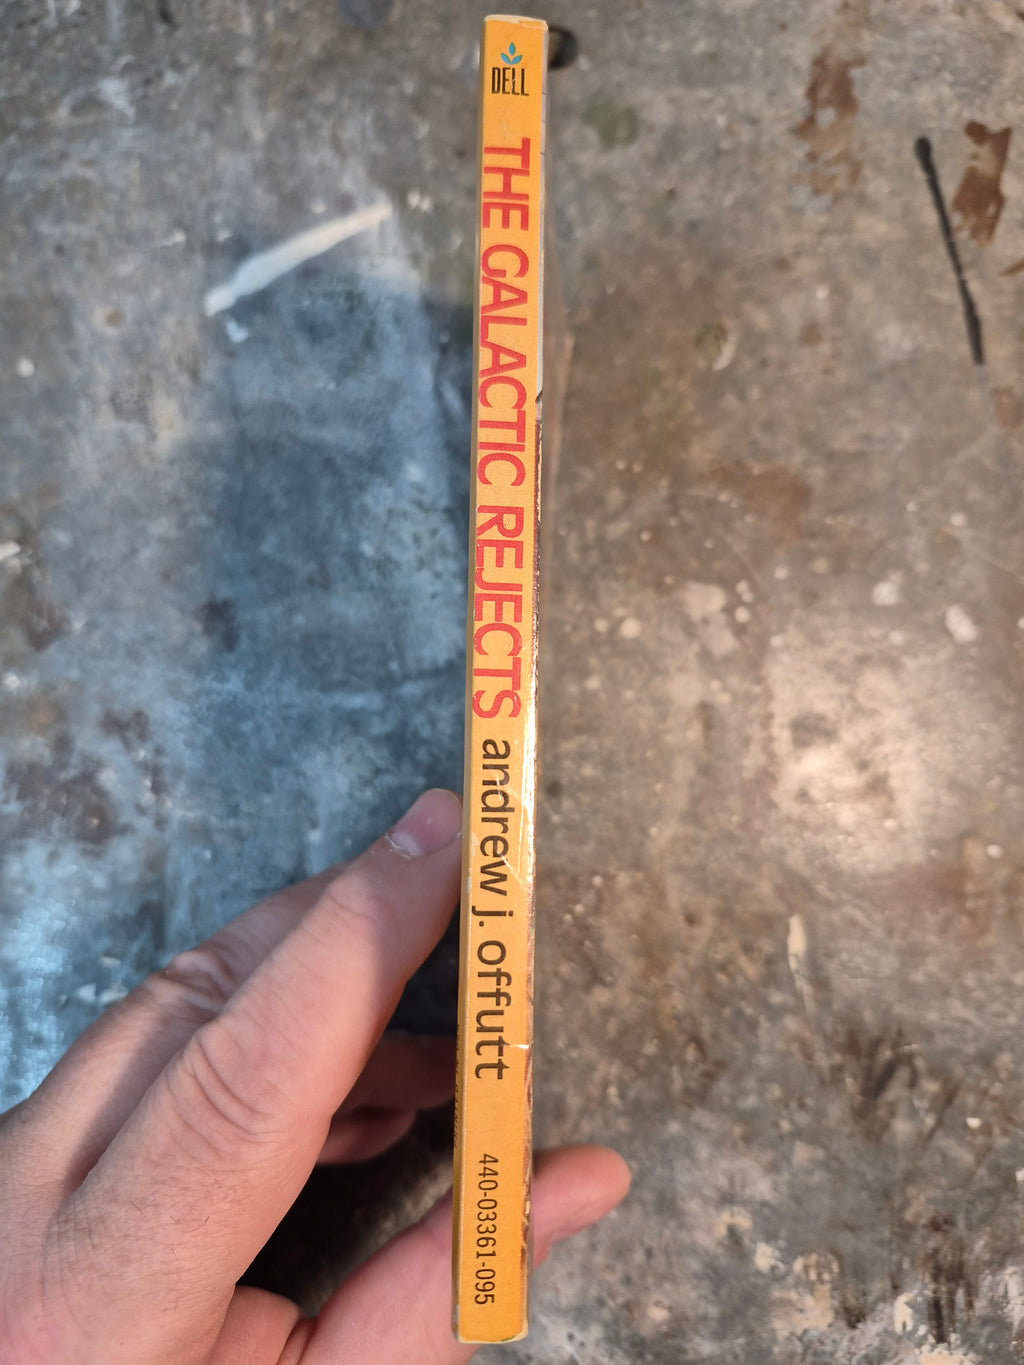 DELL
THE GALACTIC REJECTS andrew j. offutt
440-03361-095